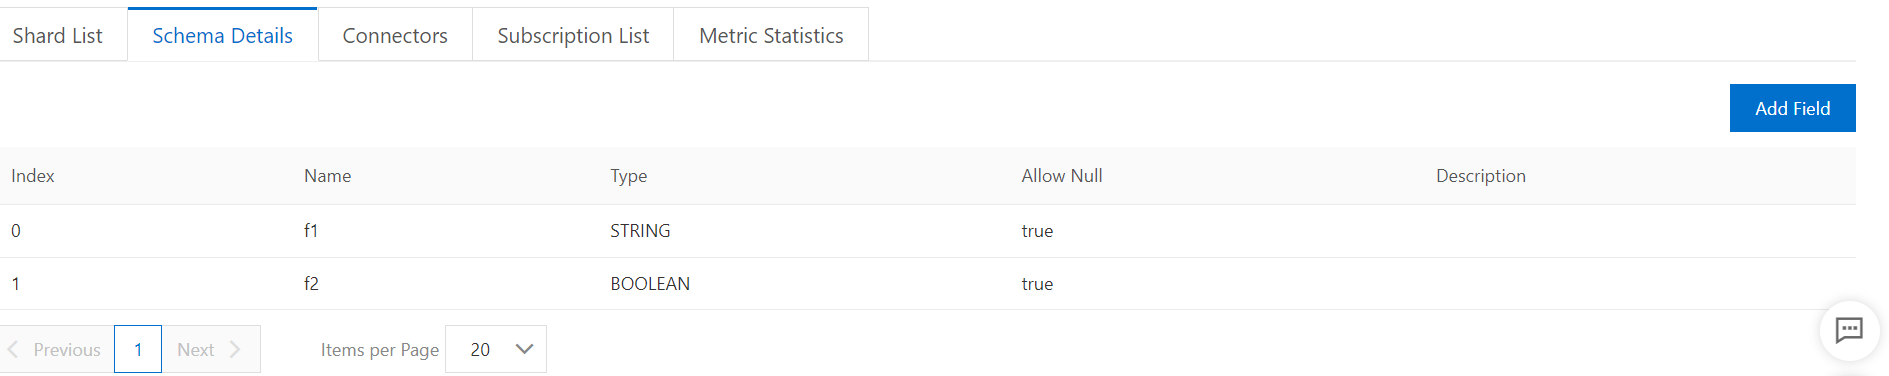 Shard List Schema Details Connectors Subscription List Metric Statistics
Add Field
Index Name Type Allow Null Description
0 f1 STRING true
1 f2 BOOLEAN true
Previous 1 Next Items per Page 20